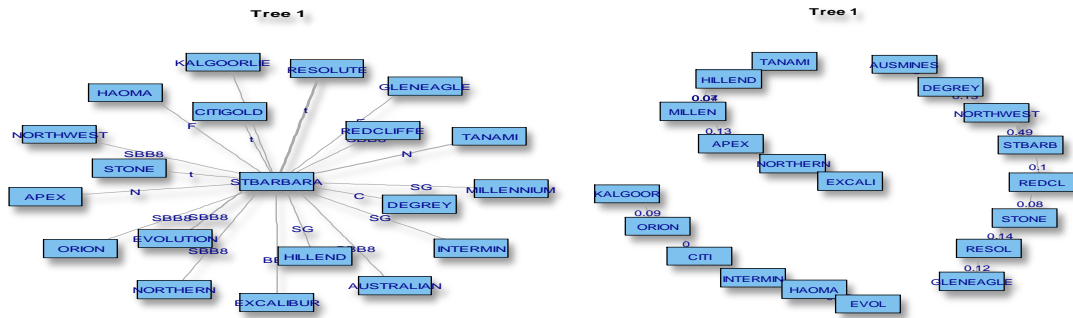 Tree 1
KALGOORLIE
RESOLUTE
GLENEAGLE
HAOMA
t
CITIGOLD
F
REDCLIFFE
NORTHWEST
t
TANAMI
SBB8
N
STONE
t
STBARBARA
SG
MILLENNIUM
APEX
N
C
DEGREY
SBB8
SBB8
SG
SG
EVOLUTION
ORION
SBB8
HILLEND
INTERMIN
NORTHERN
AUSTRALIAN
EXCALIBUR
Tree 1
TANAMI
HILLEND
MILLEN
0.13
APEX
NORTHERN
EXCALI
KALGOOR
0.09
ORION
0
CITI
INTERMIN
HAOMA
EVOL
AUSMINES
DEGREY
NORTHWEST
0.49
STBARB
0.1
REDCL
0.08
STONE
0.14
RESOL
0.12
GLENEAGLE